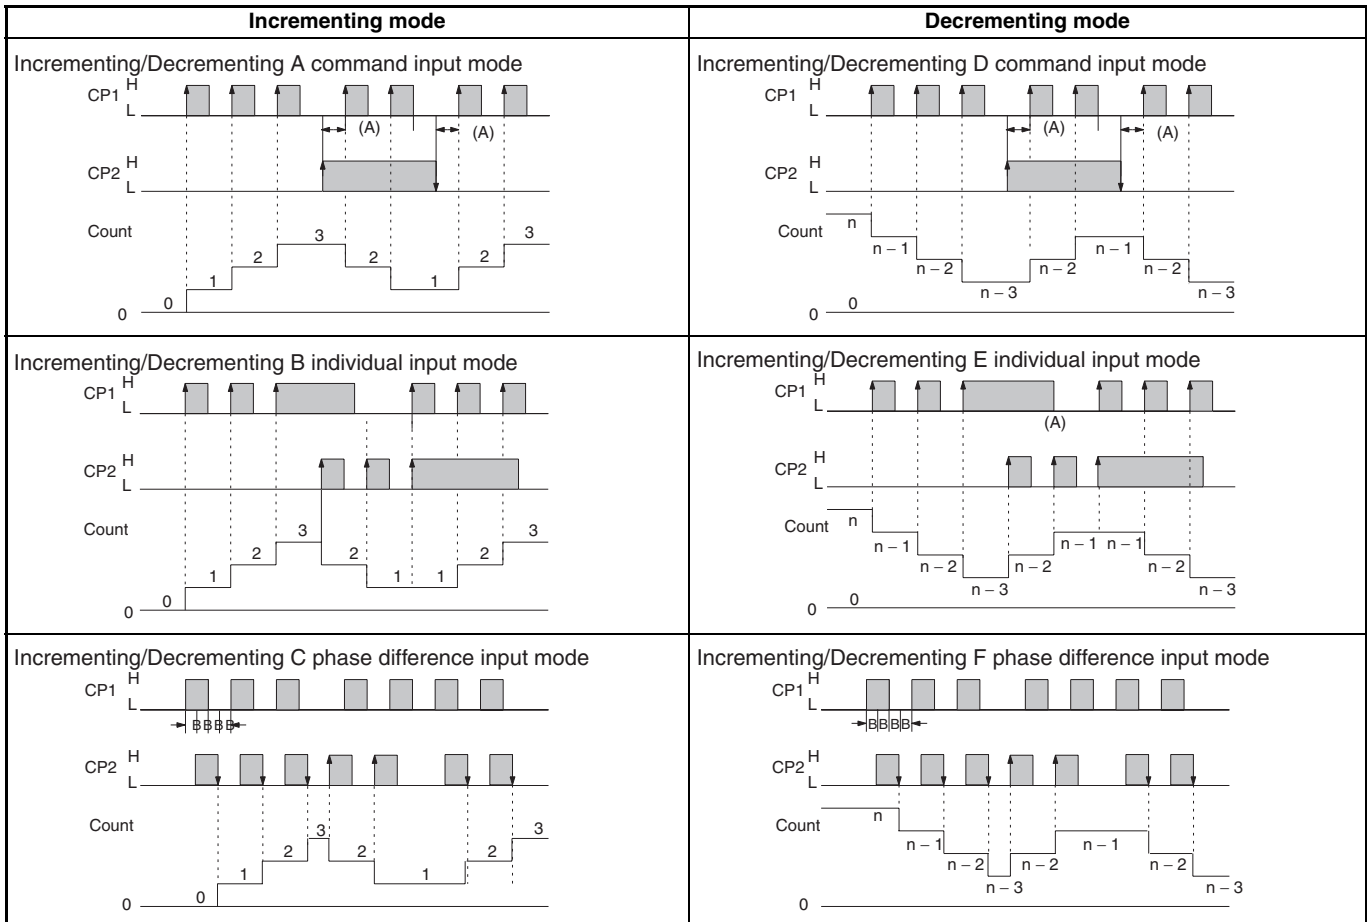 Incrementing mode
Decrementing mode
Incrementing/Decrementing A command input mode
CP1 H
L
(A)
(A)
CP2 H
L
Count
3
3
2
2
2
1
1
0
0
Incrementing/Decrementing D command input mode
CP1 H
L
(A)
(A)
CP2 H
L
Count
n
n – 1
n – 1
n – 2
n – 2
n – 2
n – 3
n – 3
0
0
Incrementing/Decrementing B individual input mode
CP1 H
L
CP2 H
L
Count
3
3
2
2
2
1
1
1
0
0
Incrementing/Decrementing E individual input mode
CP1 H
L
(A)
CP2 H
L
Count
n
n – 1
n – 1
n – 1
n – 2
n – 2
n – 2
n – 3
n – 3
0
0
Incrementing/Decrementing C phase difference input mode
CP1 H
L
B B B B
CP2 H
L
Count
3
3
2
2
2
1
1
0
0
Incrementing/Decrementing F phase difference input mode
CP1 H
L
B B B B
CP2 H
L
Count
n
n – 1
n – 1
n – 2
n – 2
n – 2
n – 3
n – 3
0